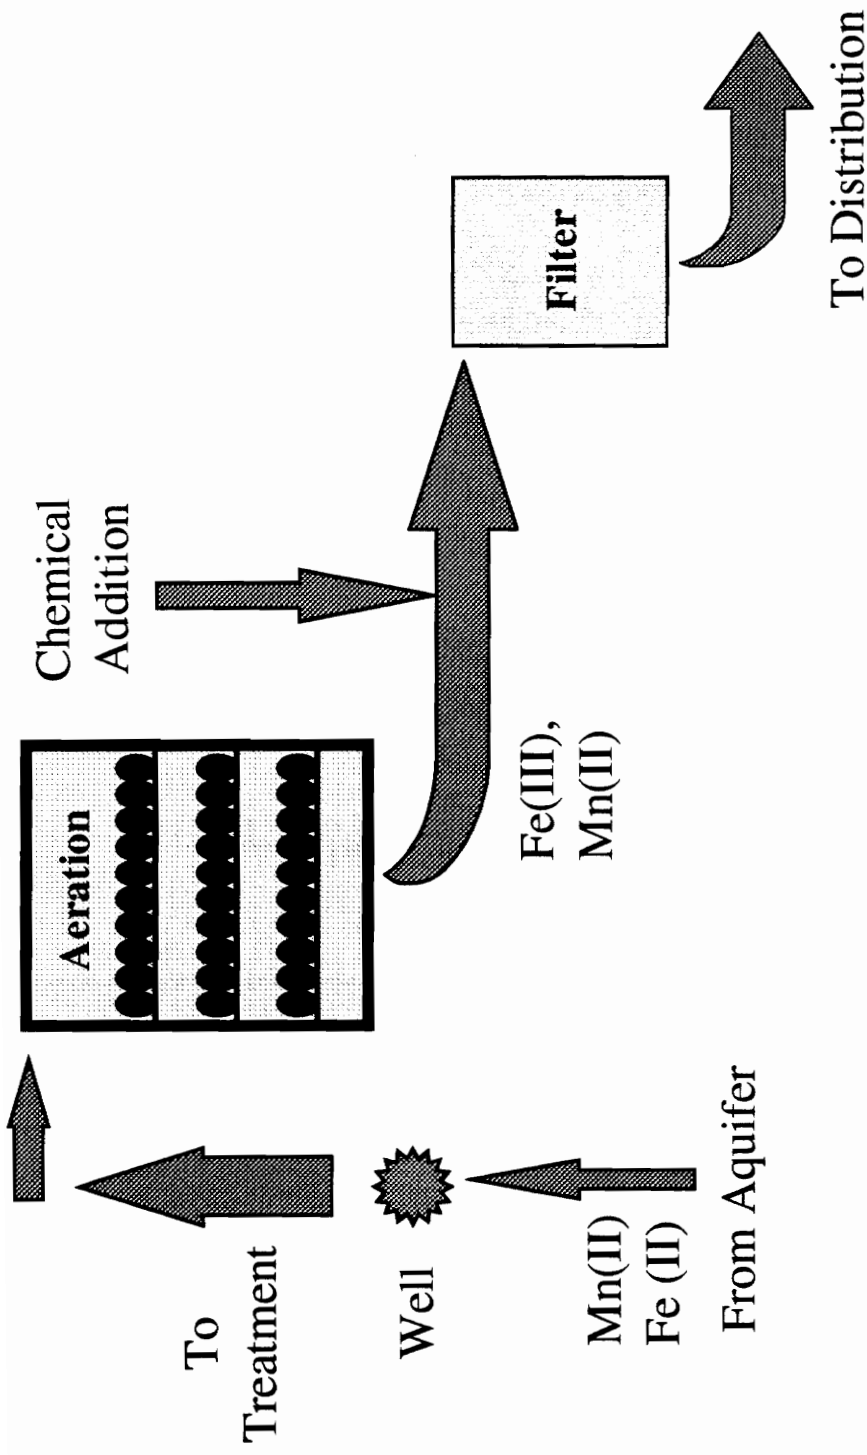 To
Treatment
Well
Mn(II)
Fe (II)
From Aquifer
Aeration
Chemical
Addition
Fe(III),
Mn(II)
Filter
To Distribution